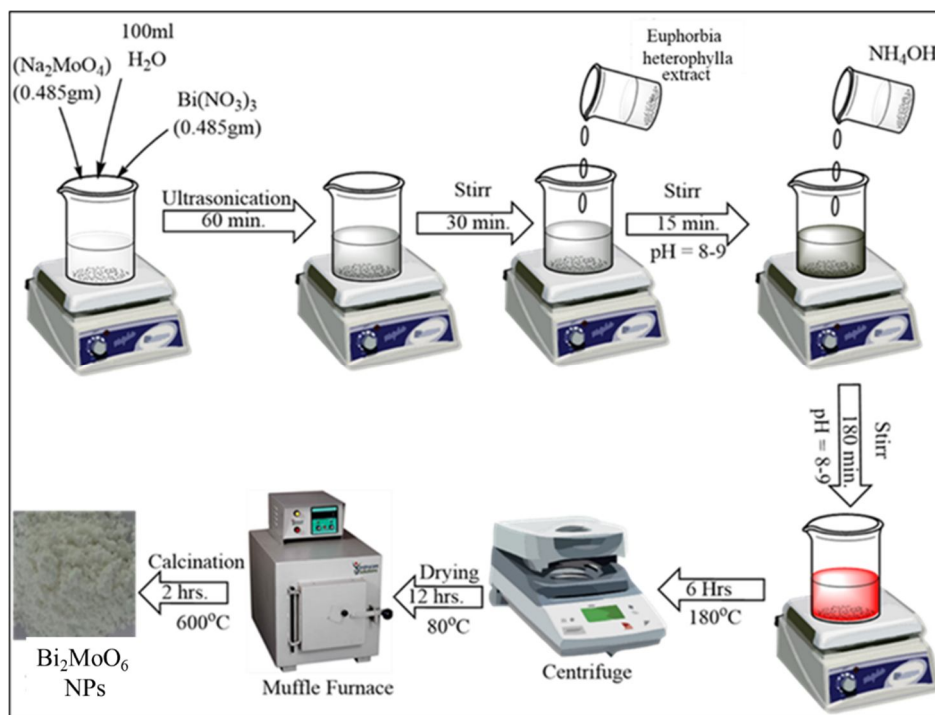 100ml
H₂O
(Na₂MoO₄)
(0.485gm)
Bi(NO₃)₃
(0.485gm)
Ultrasonication
60 min.
Stirr
30 min.
Euphorbia
heterophylla
extract
Stirr
15 min.
pH = 8-9
NH₄OH
Stirr
180 min.
pH = 8-9
6 Hrs
180°C
Centrifuge
Drying
12 hrs.
80°C
Muffle Furnace
Calcination
2 hrs.
600°C
Bi₂MoO₆
NPs